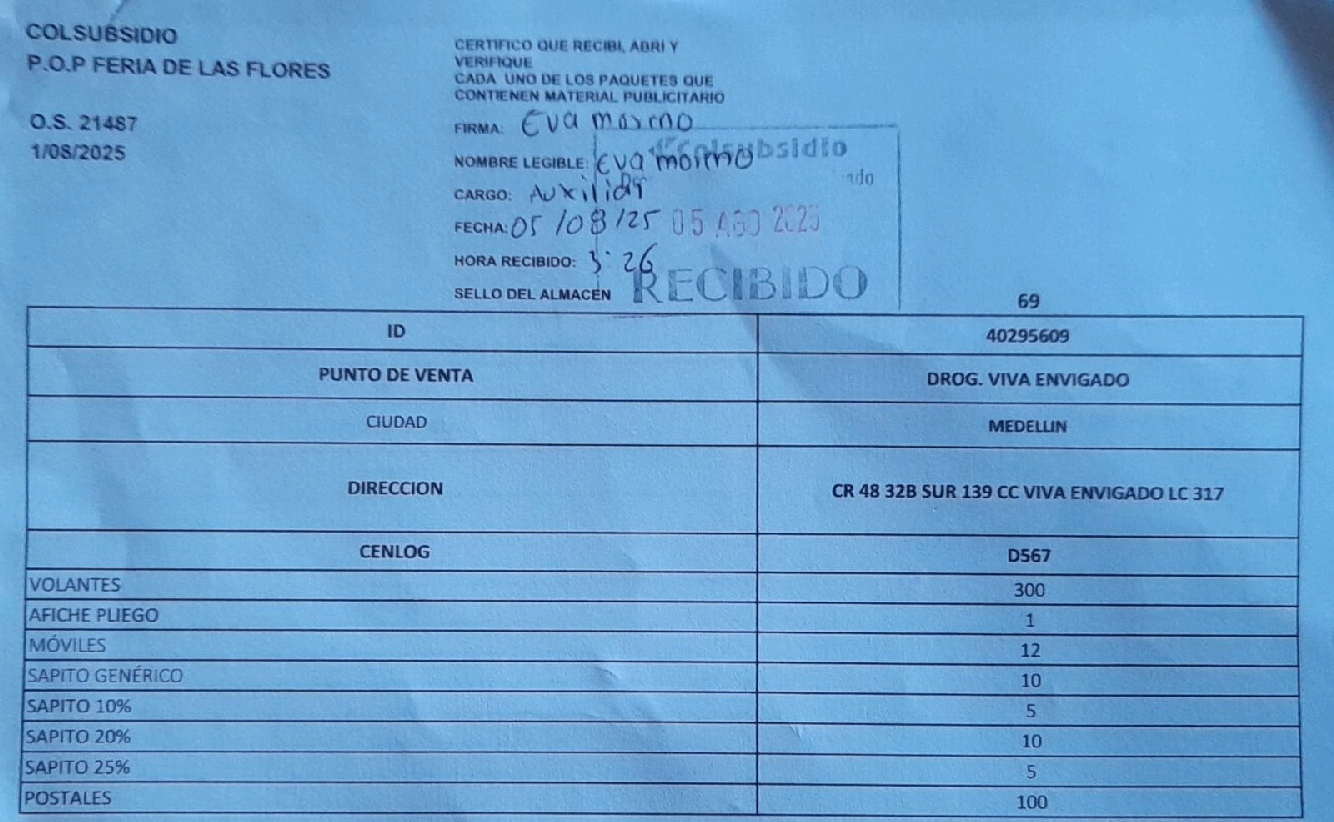 COLSUBSIDIO
P.O.P FERIA DE LAS FLORES
O.S. 21487
1/08/2025
CERTIFICO QUE RECIBI, ABRI Y
VERIFIQUE
CADA UNO DE LOS PAQUETES QUE
CONTIENEN MATERIAL PUBLICITARIO
FIRMA: Eva
NOMBRE LEGIBLE: Eva
Colsubsidio
CARGO: Auxiliar
FECHA: 05/08/25 05 AGO 2025
HORA RECIBIDO: 3:26
SELLO DEL ALMACÉN RECIBIDO
69
ID 40295609
PUNTO DE VENTA DROG. VIVA ENVIGADO
CIUDAD MEDELLIN
DIRECCION CR 48 32B SUR 139 CC VIVA ENVIGADO LC 317
CENLOG D567
VOLANTES 300
AFICHE PLIEGO 1
MÓVILES 12
SAPITO GENÉRICO 10
SAPITO 10% 5
SAPITO 20% 10
SAPITO 25% 5
POSTALES 100